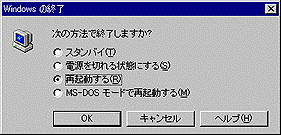 Windows の終了
次の方法で終了しますか?
スタンバイ(T)
電源を切れる状態にする(S)
再起動する(R)
MS-DOS モードで再起動する(M)
OK
キャンセル
ヘルプ(H)